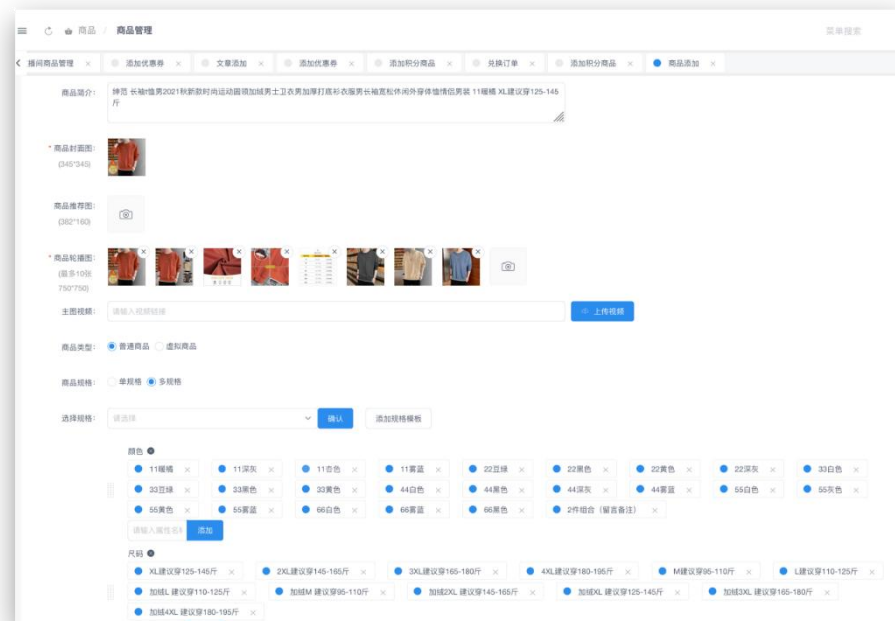 商品 / 商品管理
菜单搜索
播间商品管理 × 添加优惠券 × 文章添加 × 添加优惠券 × 添加积分商品 × 兑换订单 × 添加积分商品 × 商品添加 ×
商品简介:
绅范 长袖t恤男2021秋新款时尚运动圆领加绒男士卫衣男加厚打底衫衣服男长袖宽松休闲外穿体恤情侣男装 11暖橘 XL建议穿125-145
斤
* 商品封面图:
(345*345)
商品推荐图:
(382*160)
* 商品轮播图:
(最多10张
750*750)
主图视频: 请输入视频链接 上传视频
商品类型: 普通商品 虚拟商品
商品规格: 单规格 多规格
选择规格: 请选择 确认 添加规格模板
颜色
11暖橘 × 11深灰 × 11杏色 × 11雾蓝 × 22豆绿 × 22黑色 × 22黄色 × 22深灰 × 33白色 ×
33豆绿 × 33黑色 × 33黄色 × 44白色 × 44黑色 × 44深灰 × 44雾蓝 × 55白色 × 55灰色 ×
55黄色 × 55雾蓝 × 66白色 × 66雾蓝 × 66黑色 × 2件组合（留言备注） ×
请输入属性名称 添加
尺码
XL建议穿125-145斤 × 2XL建议穿145-165斤 × 3XL建议穿165-180斤 × 4XL建议穿180-195斤 × M建议穿95-110斤 × L建议穿110-125斤 ×
加绒L 建议穿110-125斤 × 加绒M 建议穿95-110斤 × 加绒2XL 建议穿145-165斤 × 加绒XL 建议穿125-145斤 × 加绒3XL 建议穿165-180斤 ×
加绒4XL 建议穿180-195斤 ×